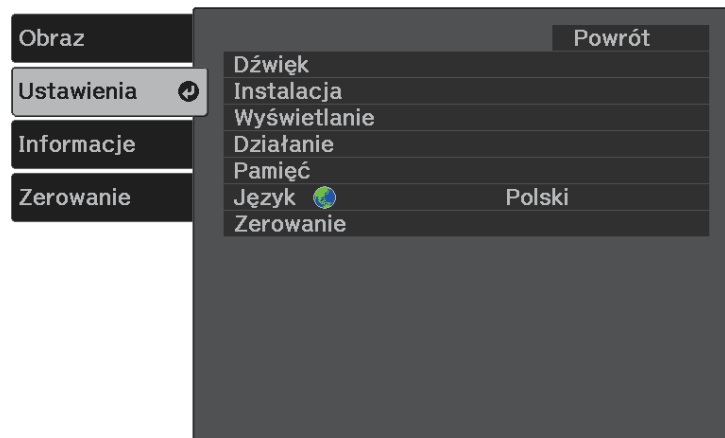 Obraz
Ustawienia
Informacje
Zerowanie
Powrót
Dźwięk
Instalacja
Wyświetlanie
Działanie
Pamięć
Język Polski
Zerowanie